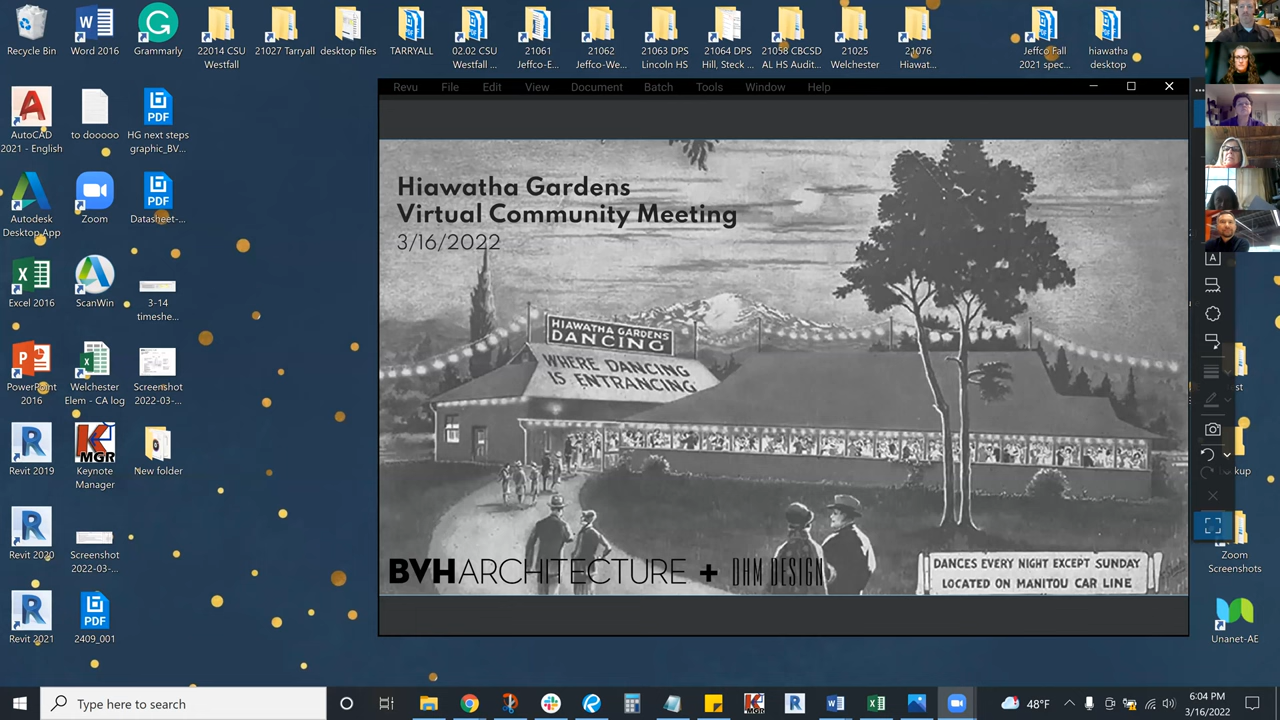 Recycle Bin
Word 2016
Grammarly
22014 CSU
Westfall
21027 Tarryall
desktop files
TARRYALL
02.02 CSU
Westfall ...
21061
Jeffco-E...
21062
Jeffco-We...
21063 DPS
Lincoln HS
21064 DPS
Hill, Steck ...
21058 CBCSD
AL HS Audit...
21025
Welchester
21076
Hiawat...
Jeffco Fall
2021 spec...
hiawatha
desktop
Revu File Edit View Document Batch Tools Window Help
AutoCAD
2021 - English
to dooooo
PDF
HG next steps
graphic_BV...
Autodesk
Desktop App
Zoom
PDF
Datasheet-...
Excel 2016
ScanWin
3-14
timeshe...
PowerPoint
2016
Welchester
Elem - CA log
Screenshot
2022-03-...
Revit 2019
Keynote
Manager
New folder
Revit 2020
Screenshot
2022-03-...
Revit 2021
PDF
2409_001
Hiawatha Gardens
Virtual Community Meeting
3/16/2022
HIAWATHA GARDENS
DANCING
WHERE DANCING
IS ENTRANCING
BVHARCHITECTURE + DHM DESIGN
DANCES EVERY NIGHT EXCEPT SUNDAY
LOCATED ON MANITOU CAR LINE
Zoom
Screenshots
Unanet-AE
Type here to search
48°F
6:04 PM
3/16/2022